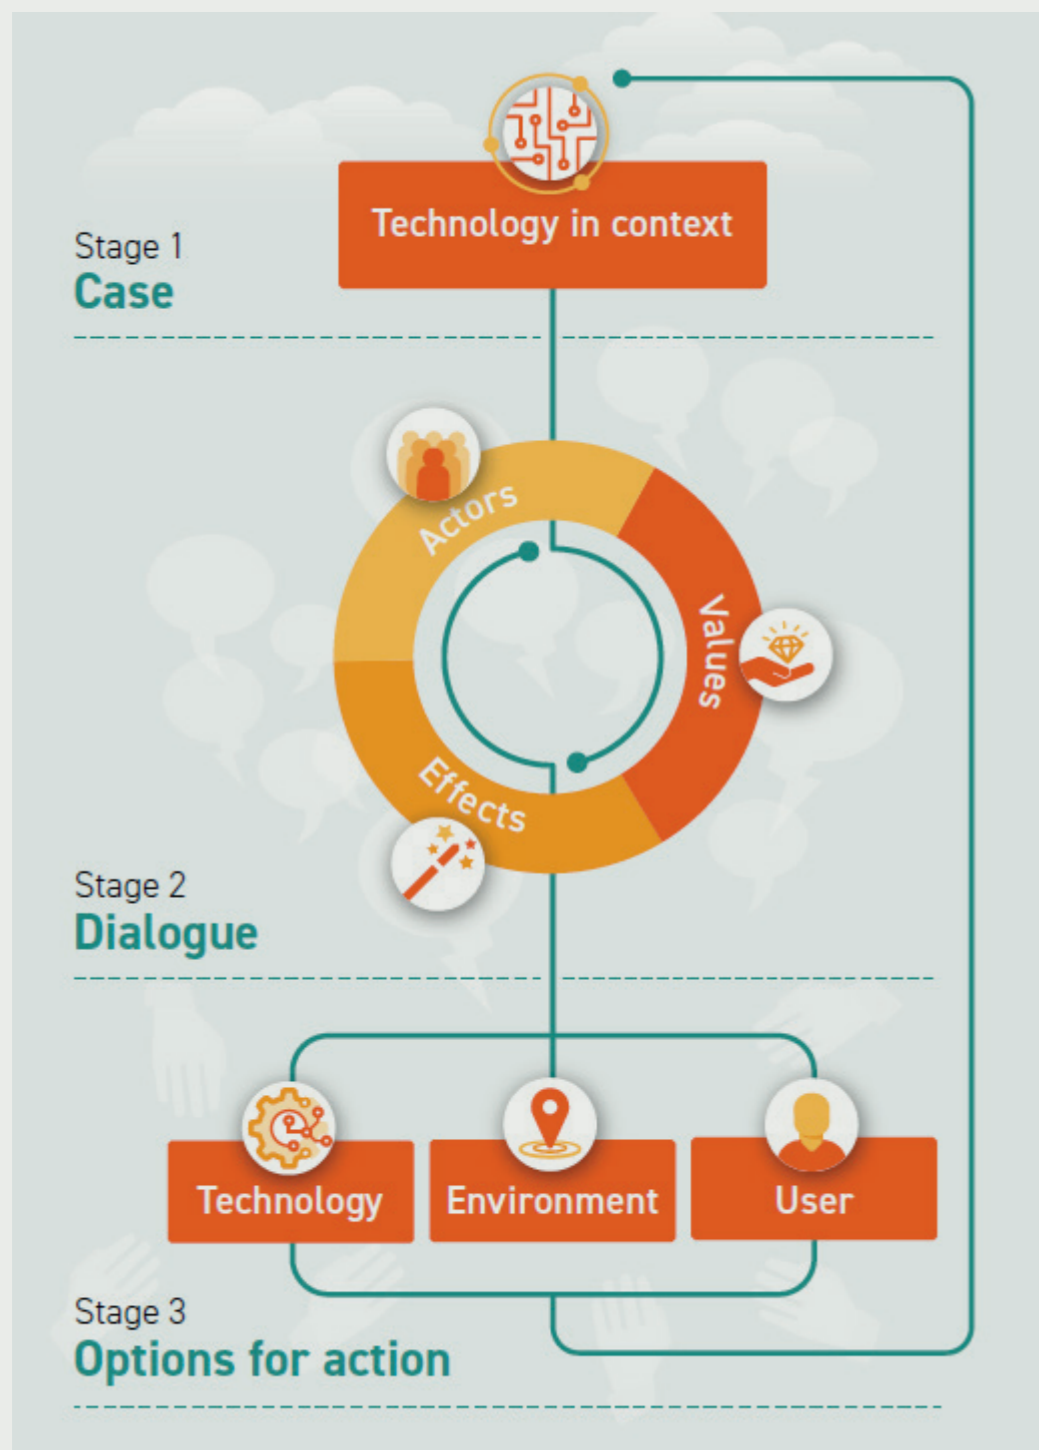 Technology in context
Stage 1
Case
Actors
Values
Effects
Stage 2
Dialogue
Technology
Environment
User
Stage 3
Options for action